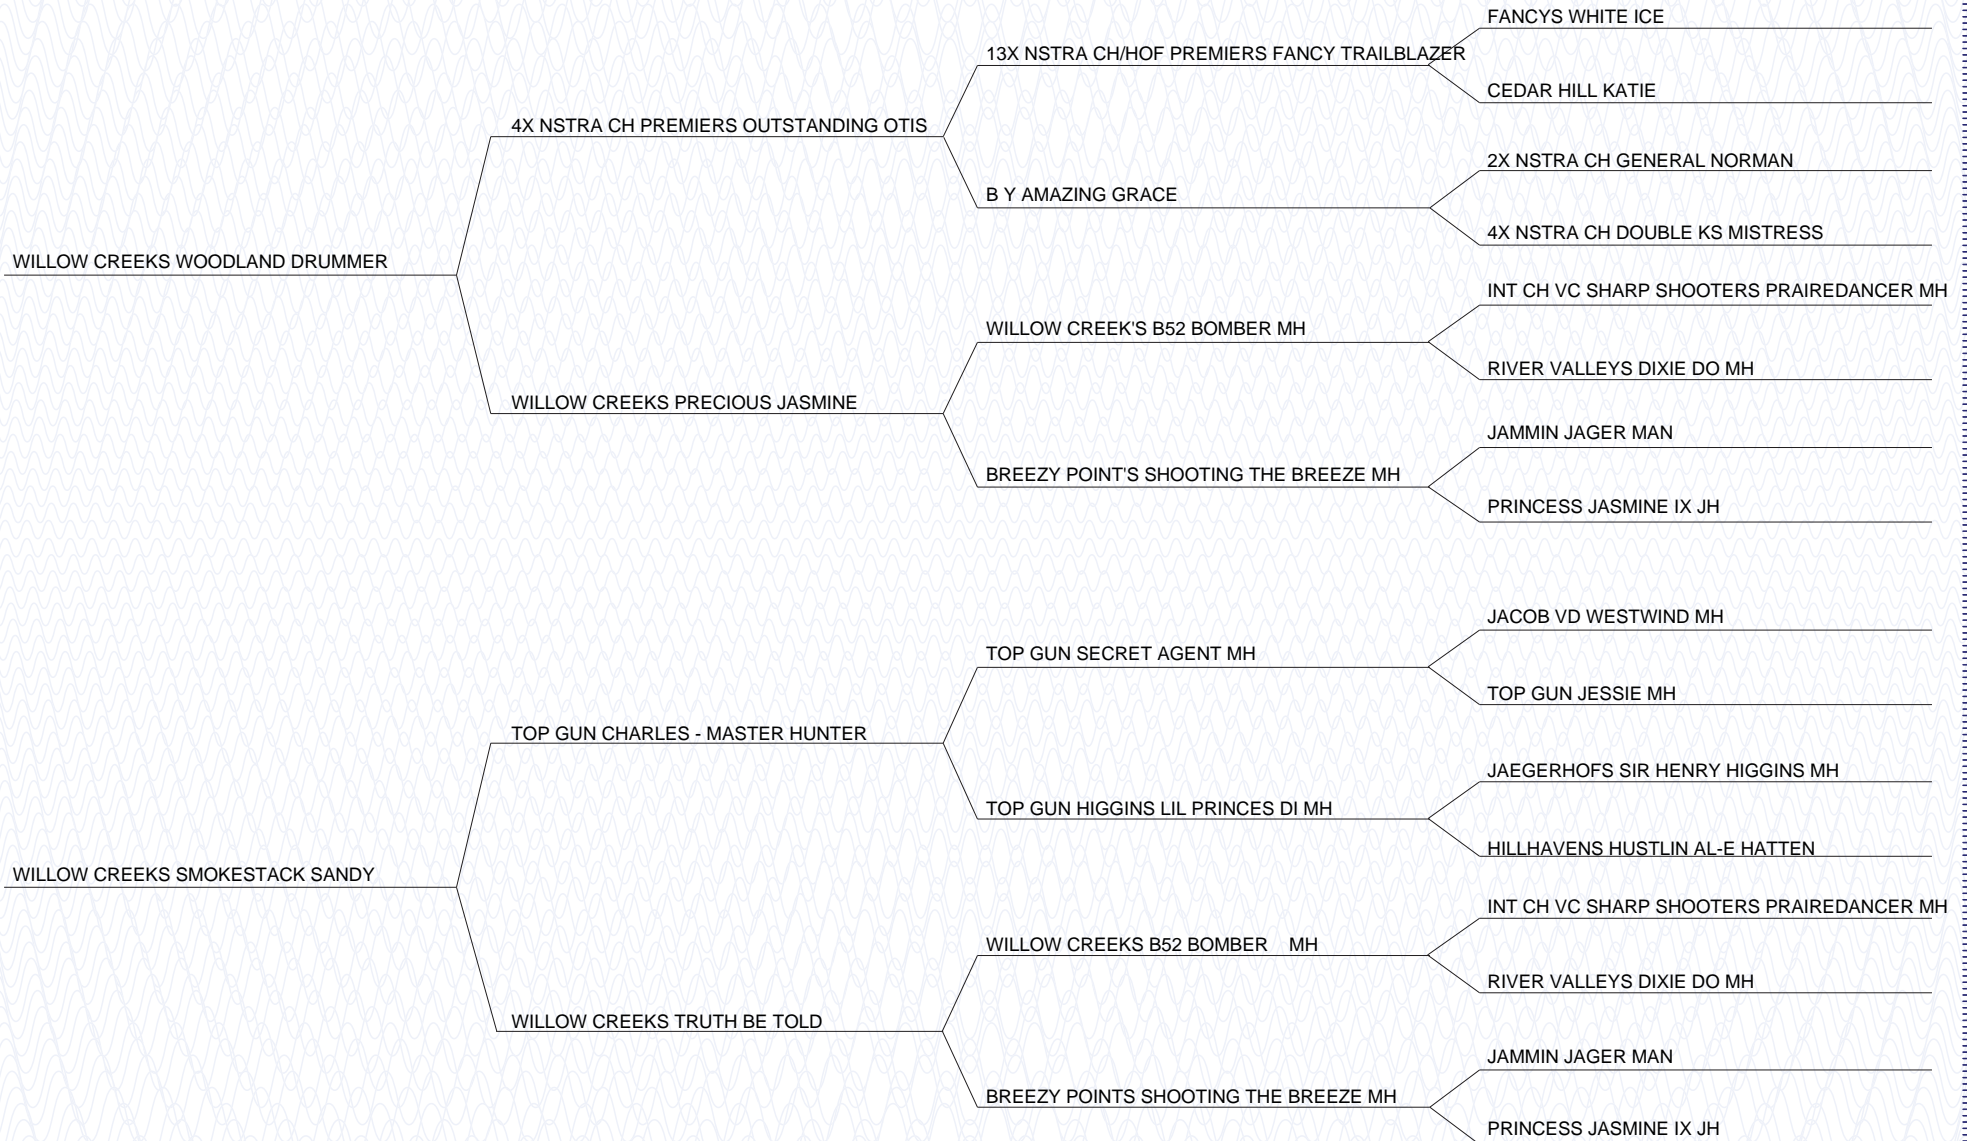 FANCYS WHITE ICE
13X NSTRA CH/HOF PREMIERS FANCY TRAILBLAZER
CEDAR HILL KATIE
4X NSTRA CH PREMIERS OUTSTANDING OTIS
2X NSTRA CH GENERAL NORMAN
B Y AMAZING GRACE
4X NSTRA CH DOUBLE KS MISTRESS
WILLOW CREEKS WOODLAND DRUMMER
INT CH VC SHARP SHOOTERS PRAIREDANCER MH
WILLOW CREEK'S B52 BOMBER MH
RIVER VALLEYS DIXIE DO MH
WILLOW CREEKS PRECIOUS JASMINE
JAMMIN JAGER MAN
BREEZY POINT'S SHOOTING THE BREEZE MH
PRINCESS JASMINE IX JH
JACOB VD WESTWIND MH
TOP GUN SECRET AGENT MH
TOP GUN JESSIE MH
TOP GUN CHARLES - MASTER HUNTER
JAEGERHOFS SIR HENRY HIGGINS MH
TOP GUN HIGGINS LIL PRINCES DI MH
HILLHAVENS HUSTLIN AL-E HATTEN
WILLOW CREEKS SMOKESTACK SANDY
INT CH VC SHARP SHOOTERS PRAIREDANCER MH
WILLOW CREEKS B52 BOMBER MH
RIVER VALLEYS DIXIE DO MH
WILLOW CREEKS TRUTH BE TOLD
JAMMIN JAGER MAN
BREEZY POINTS SHOOTING THE BREEZE MH
PRINCESS JASMINE IX JH